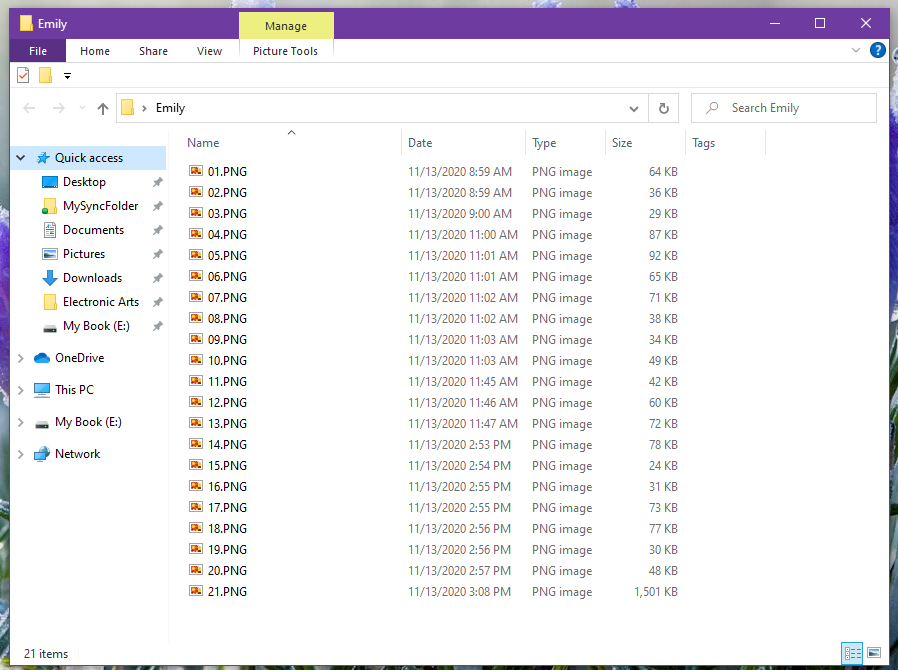 Emily
Manage
File Home Share View Picture Tools
?
Emily
Search Emily
Name Date Type Size Tags
Quick access
Desktop
MySyncFolder
Documents
Pictures
Downloads
Electronic Arts
My Book (E:)
OneDrive
This PC
My Book (E:)
Network
01.PNG 11/13/2020 8:59 AM PNG image 64 KB
02.PNG 11/13/2020 8:59 AM PNG image 36 KB
03.PNG 11/13/2020 9:00 AM PNG image 29 KB
04.PNG 11/13/2020 11:00 AM PNG image 87 KB
05.PNG 11/13/2020 11:01 AM PNG image 92 KB
06.PNG 11/13/2020 11:01 AM PNG image 65 KB
07.PNG 11/13/2020 11:02 AM PNG image 71 KB
08.PNG 11/13/2020 11:02 AM PNG image 38 KB
09.PNG 11/13/2020 11:03 AM PNG image 34 KB
10.PNG 11/13/2020 11:03 AM PNG image 49 KB
11.PNG 11/13/2020 11:45 AM PNG image 42 KB
12.PNG 11/13/2020 11:46 AM PNG image 60 KB
13.PNG 11/13/2020 11:47 AM PNG image 72 KB
14.PNG 11/13/2020 2:53 PM PNG image 78 KB
15.PNG 11/13/2020 2:54 PM PNG image 24 KB
16.PNG 11/13/2020 2:55 PM PNG image 31 KB
17.PNG 11/13/2020 2:55 PM PNG image 73 KB
18.PNG 11/13/2020 2:56 PM PNG image 77 KB
19.PNG 11/13/2020 2:56 PM PNG image 30 KB
20.PNG 11/13/2020 2:57 PM PNG image 48 KB
21.PNG 11/13/2020 3:08 PM PNG image 1,501 KB
21 items